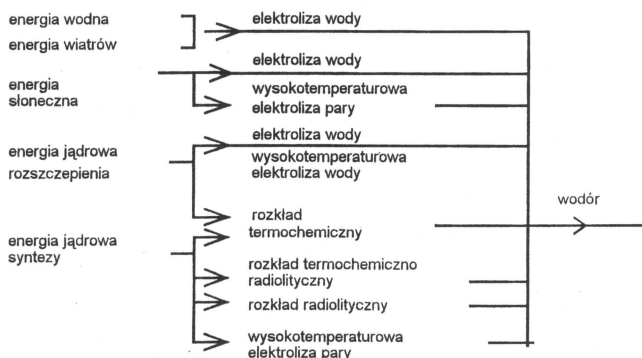 energia wodna
energia wiatrów
elektroliza wody
energia
słoneczna
elektroliza wody
wysokotemperaturowa
elektroliza pary
energia jądrowa
rozszczepienia
elektroliza wody
wysokotemperaturowa
elektroliza wody
energia jądrowa
syntezy
rozkład
termochemiczny
rozkład termochemiczno
radiolityczny
rozkład radiolityczny
wysokotemperaturowa
elektroliza pary
wodór